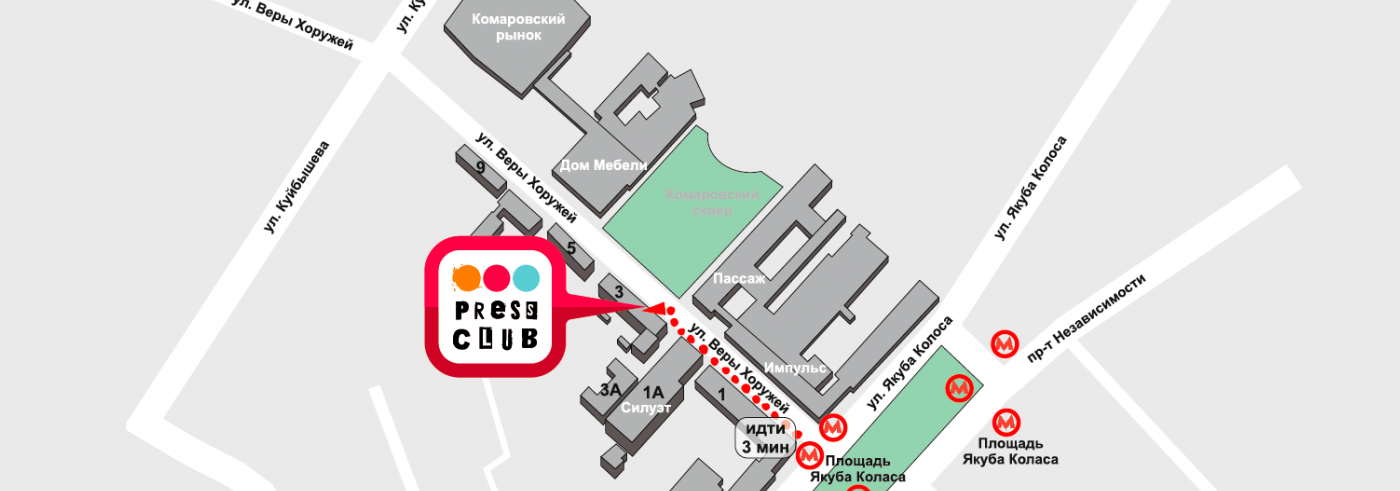 ул. Веры Хоружей
ул. Ку
Комаровский
рынок
ул. Куйбышева
ул. Веры Хоружей
Дом Мебели
9
Комаровский
сквер
ул. Якуба Колоса
5
PRESS
CLUB
3
Пассаж
пр-т Независимости
ул. Веры Хоружей
Импульс
ул. Якуба Колоса
М
М
3А
1А
Силуэт
1
идти
3 мин
М
М
М
Площадь
Якуба Коласа
Площадь
Якуба Коласа